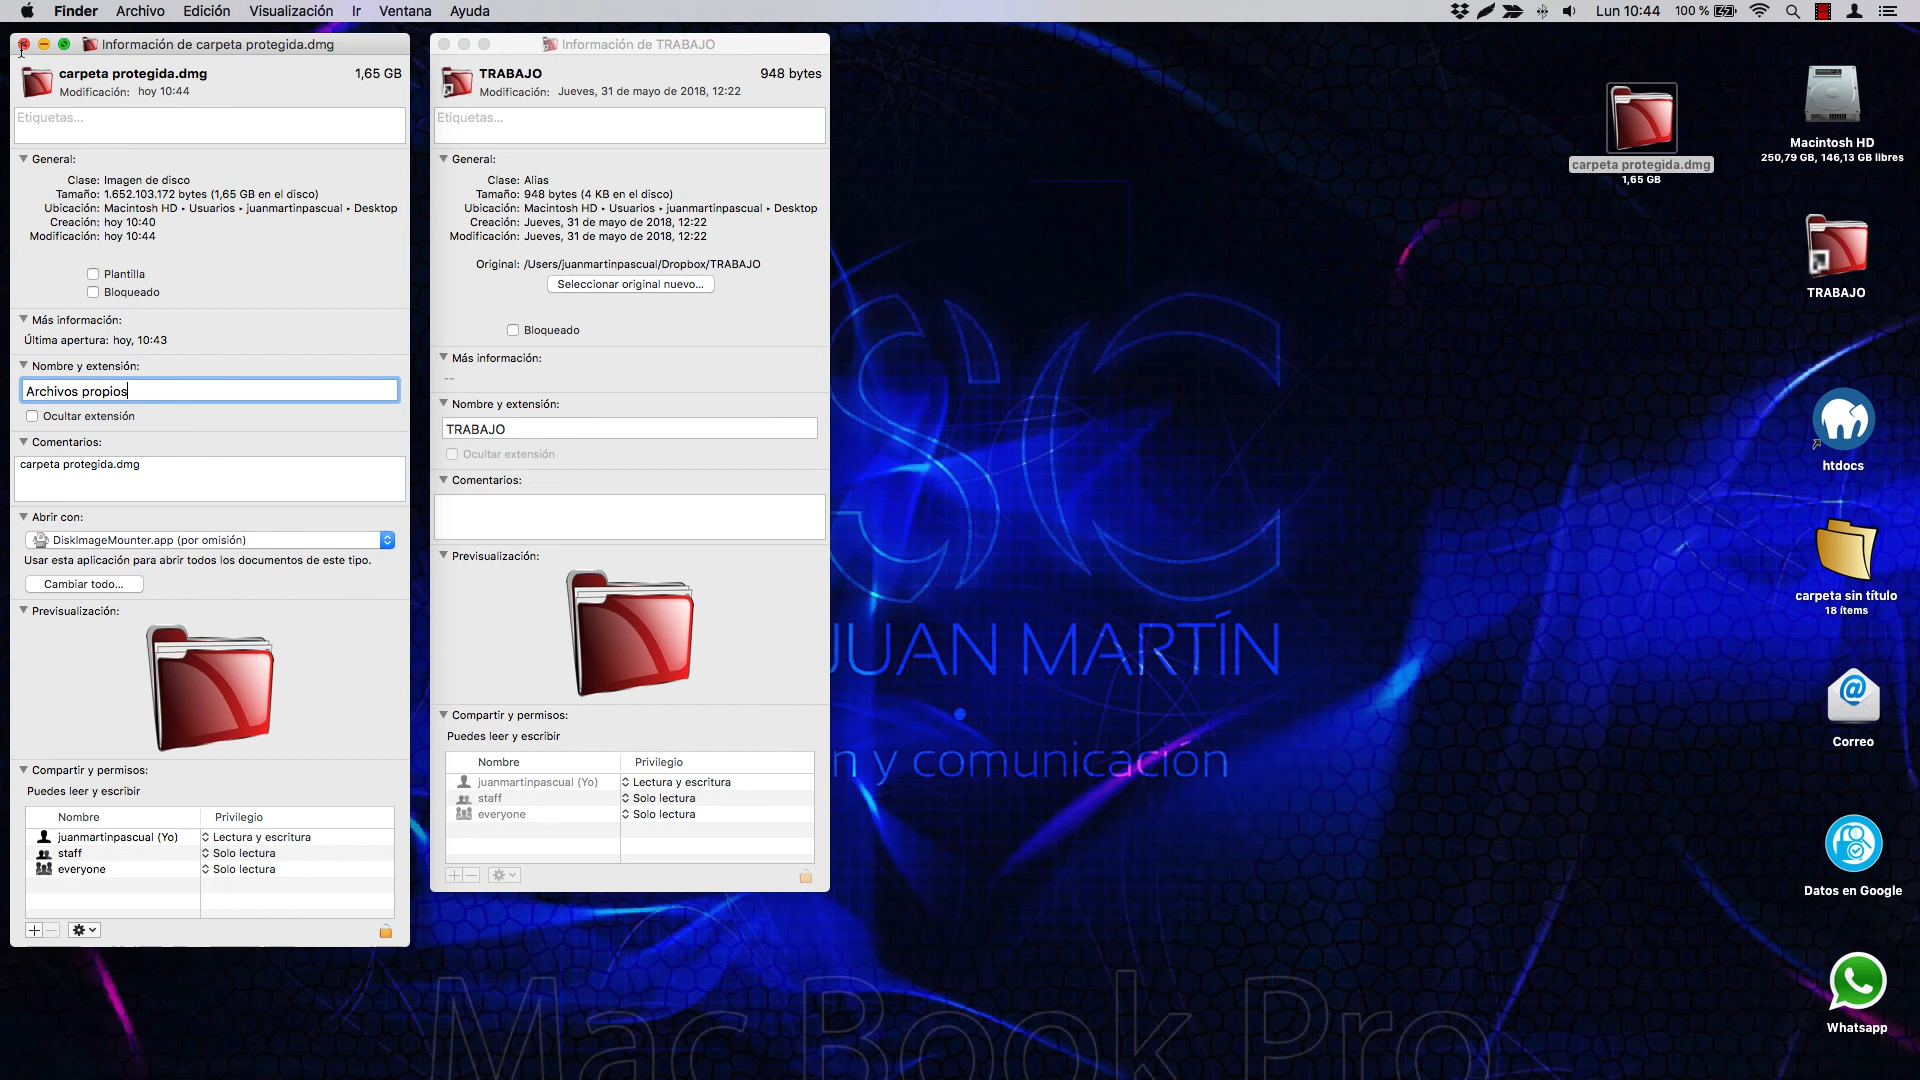 Finder Archivo Edición Visualización Ir Ventana Ayuda Lun 10:44 100 %
Información de carpeta protegida.dmg
carpeta protegida.dmg 1,65 GB
Modificación: hoy 10:44
Etiquetas...
General:
Clase: Imagen de disco
Tamaño: 1.652.103.172 bytes (1,65 GB en el disco)
Ubicación: Macintosh HD ▸ Usuarios ▸ juanmartinpascual ▸ Desktop
Creación: hoy 10:40
Modificación: hoy 10:44
Plantilla
Bloqueado
Más información:
Última apertura: hoy, 10:43
Nombre y extensión:
Archivos propios
Ocultar extensión
Comentarios:
carpeta protegida.dmg
Abrir con:
DiskImageMounter.app (por omisión)
Usar esta aplicación para abrir todos los documentos de este tipo.
Cambiar todo...
Previsualización:
Compartir y permisos:
Puedes leer y escribir
Nombre Privilegio
juanmartinpascual (Yo) Lectura y escritura
staff Solo lectura
everyone Solo lectura
Información de TRABAJO
TRABAJO 948 bytes
Modificación: Jueves, 31 de mayo de 2018, 12:22
Etiquetas...
General:
Clase: Alias
Tamaño: 948 bytes (4 KB en el disco)
Ubicación: Macintosh HD ▸ Usuarios ▸ juanmartinpascual ▸ Desktop
Creación: Jueves, 31 de mayo de 2018, 12:22
Modificación: Jueves, 31 de mayo de 2018, 12:22
Original: /Users/juanmartinpascual/Dropbox/TRABAJO
Seleccionar original nuevo...
Bloqueado
Más información:
--
Nombre y extensión:
TRABAJO
Ocultar extensión
Comentarios:
Previsualización:
Compartir y permisos:
Puedes leer y escribir
Nombre Privilegio
juanmartinpascual (Yo) Lectura y escritura
staff Solo lectura
everyone Solo lectura
JUAN MARTÍN
n y comunicación
Mac Book Pro
carpeta protegida.dmg
1,65 GB
Macintosh HD
250,79 GB, 146,13 GB libres
TRABAJO
htdocs
carpeta sin título
18 ítems
Correo
Datos en Google
Whatsapp